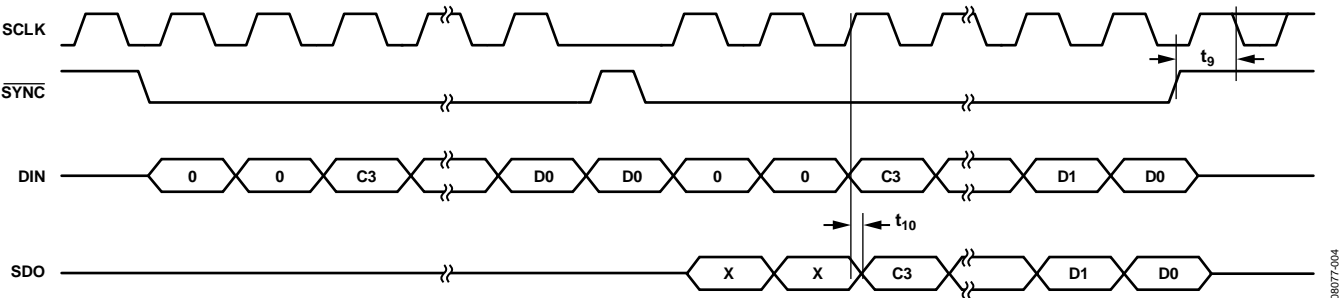 SCLK
t9
SYNC
DIN 0 0 C3 D0 D0 0 0 C3 D1 D0
t10
SDO X X C3 D1 D0
08077-004